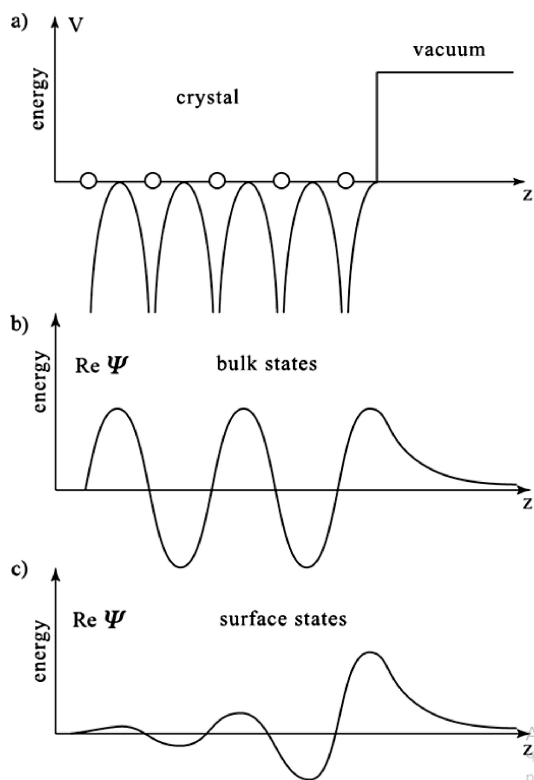 a)
V
vacuum
energy
crystal
z
b)
Re Ψ
bulk states
energy
z
c)
Re Ψ
surface states
energy
z